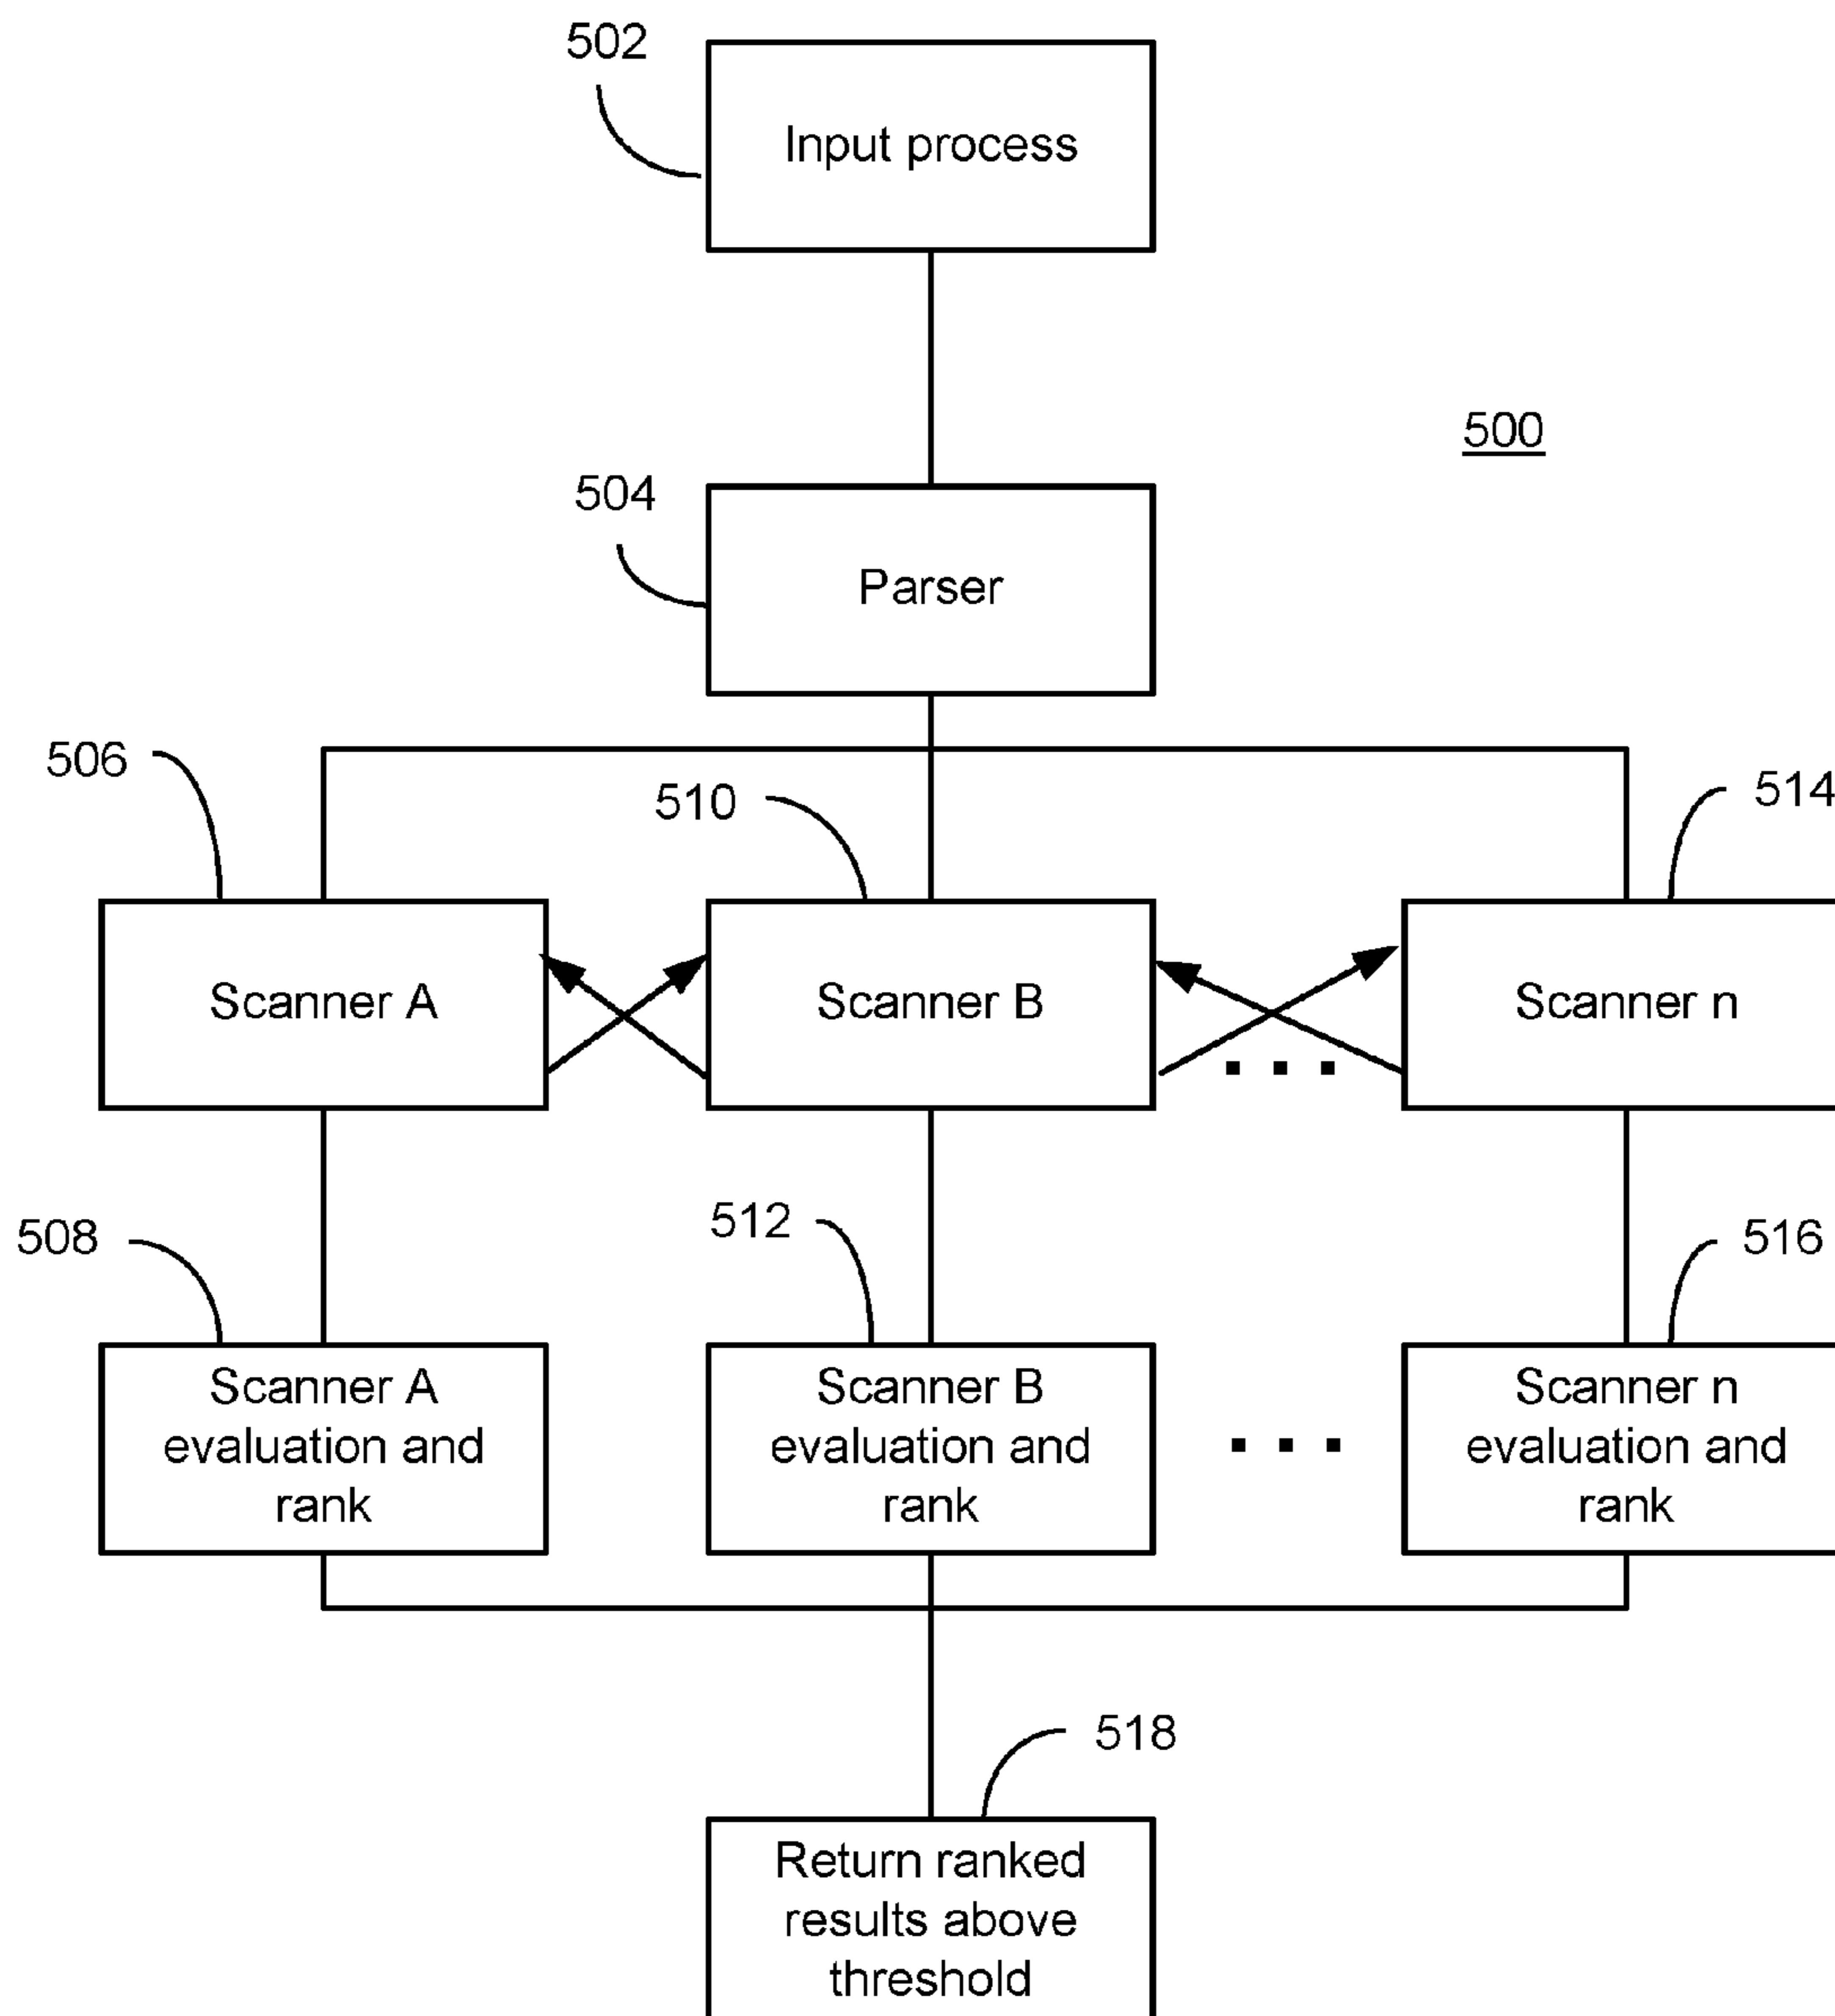 502
Input process
500
504
Parser
506
510
514
Scanner A
Scanner B
. . .
Scanner n
508
512
516
Scanner A
evaluation and
rank
Scanner B
evaluation and
rank
. . .
Scanner n
evaluation and
rank
518
Return ranked
results above
threshold